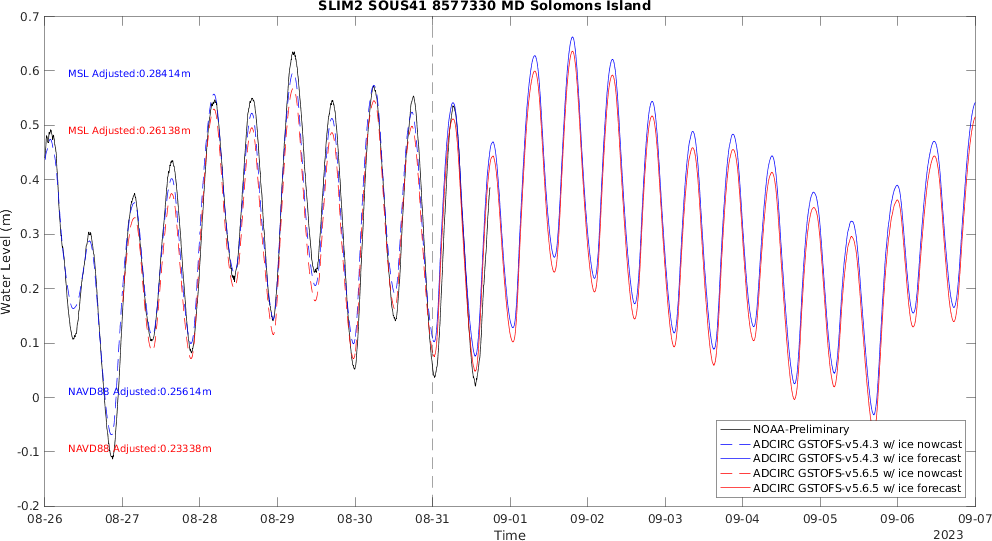 SLIM2 SOUS41 8577330 MD Solomons Island
0.7
0.6
0.5
0.4
0.3
0.2
0.1
0
-0.1
-0.2
Water Level (m)
MSL Adjusted:0.28414m
MSL Adjusted:0.26138m
NAVD88 Adjusted:0.25614m
NAVD88 Adjusted:0.23338m
NOAA-Preliminary
ADCIRC GSTOFS-v5.4.3 w/ ice nowcast
ADCIRC GSTOFS-v5.4.3 w/ ice forecast
ADCIRC GSTOFS-v5.6.5 w/ ice nowcast
ADCIRC GSTOFS-v5.6.5 w/ ice forecast
08-26 08-27 08-28 08-29 08-30 08-31 09-01 09-02 09-03 09-04 09-05 09-06 09-07
Time
2023